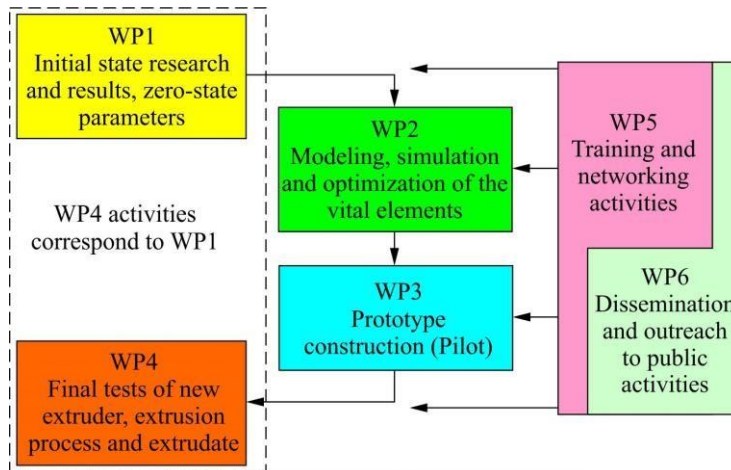 WP1
Initial state research
and results, zero-state
parameters
WP2
Modeling, simulation
and optimization of the
vital elements
WP4 activities
correspond to WP1
WP3
Prototype
construction (Pilot)
WP4
Final tests of new
extruder, extrusion
process and extrudate
WP5
Training and
networking
activities
WP6
Dissemination
and outreach
to public
activities